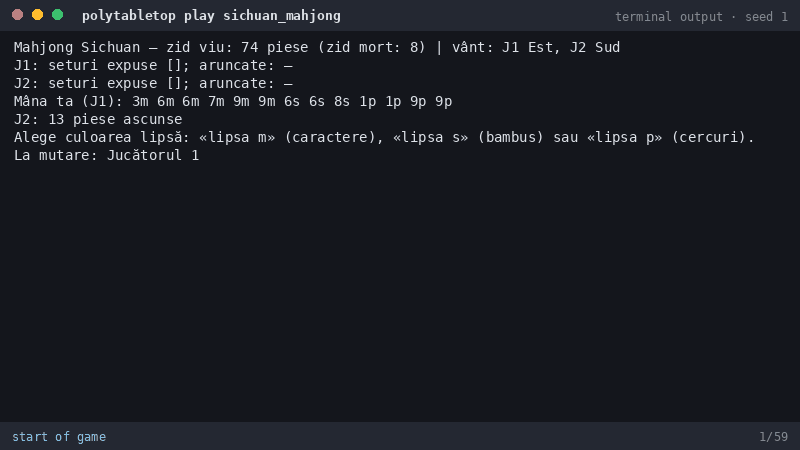 polytabletop play sichuan_mahjong
terminal output · seed 1
Mahjong Sichuan — zid viu: 74 piese (zid mort: 8) | vânt: J1 Est, J2 Sud
J1: seturi expuse []; aruncate: —
J2: seturi expuse []; aruncate: —
Mâna ta (J1): 3m 6m 6m 7m 9m 9m 6s 6s 8s 1p 1p 9p 9p
J2: 13 piese ascunse
Alege culoarea lipsă: «lipsa m» (caractere), «lipsa s» (bambus) sau «lipsa p» (cercuri).
La mutare: Jucătorul 1
start of game
1/59